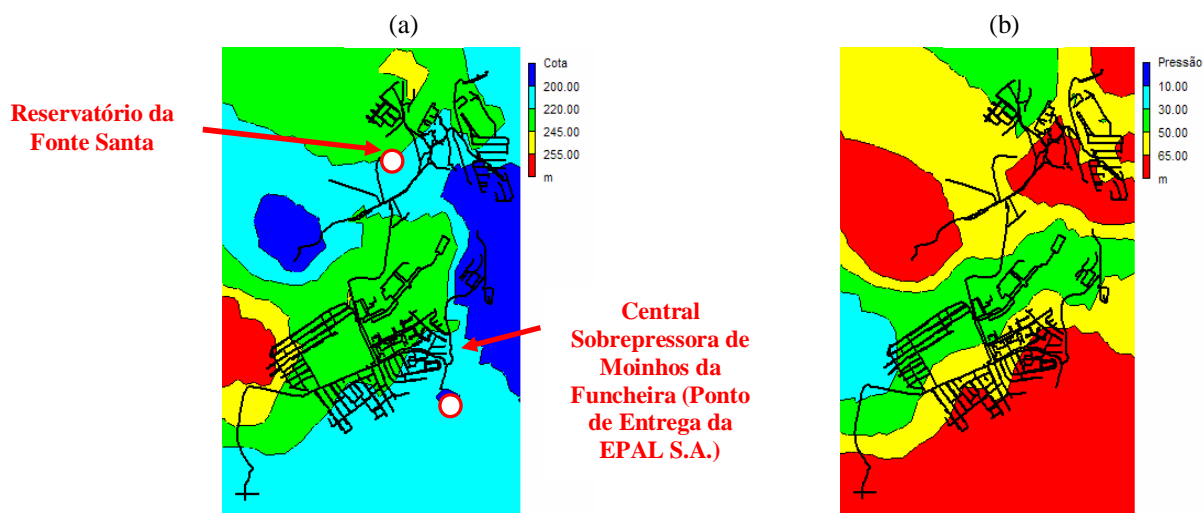 (a)
(b)
Cota
200.00
220.00
245.00
255.00
m
Pressão
10.00
30.00
50.00
65.00
m
Reservatório da
Fonte Santa
Central
Sobrepressora de
Moinhos da
Funcheira (Ponto
de Entrega da
EPAL S.A.)